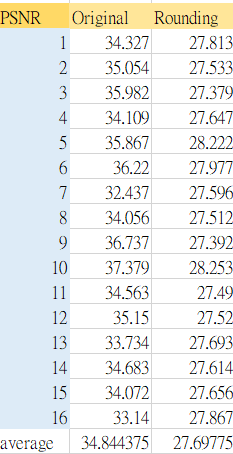 PSNR Original Rounding
1 34.327 27.813
2 35.054 27.533
3 35.982 27.379
4 34.109 27.647
5 35.867 28.222
6 36.22 27.977
7 32.437 27.596
8 34.056 27.512
9 36.737 27.392
10 37.379 28.253
11 34.563 27.49
12 35.15 27.52
13 33.734 27.693
14 34.683 27.614
15 34.072 27.656
16 33.14 27.867
average 34.844375 27.69775